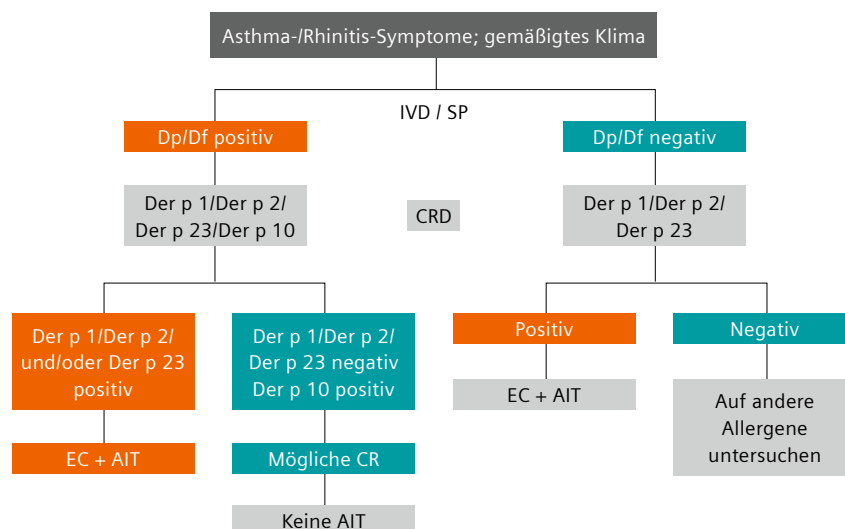 Asthma-/Rhinitis-Symptome; gemäßigtes Klima
IVD / SP
Dp/Df positiv
Dp/Df negativ
Der p 1/Der p 2/
Der p 23/Der p 10
CRD
Der p 1/Der p 2/
Der p 23
Der p 1/Der p 2/
und/oder Der p 23
positiv
Der p 1/Der p 2/
Der p 23 negativ
Der p 10 positiv
Positiv
Negativ
EC + AIT
Auf andere
Allergene
untersuchen
EC + AIT
Mögliche CR
Keine AIT